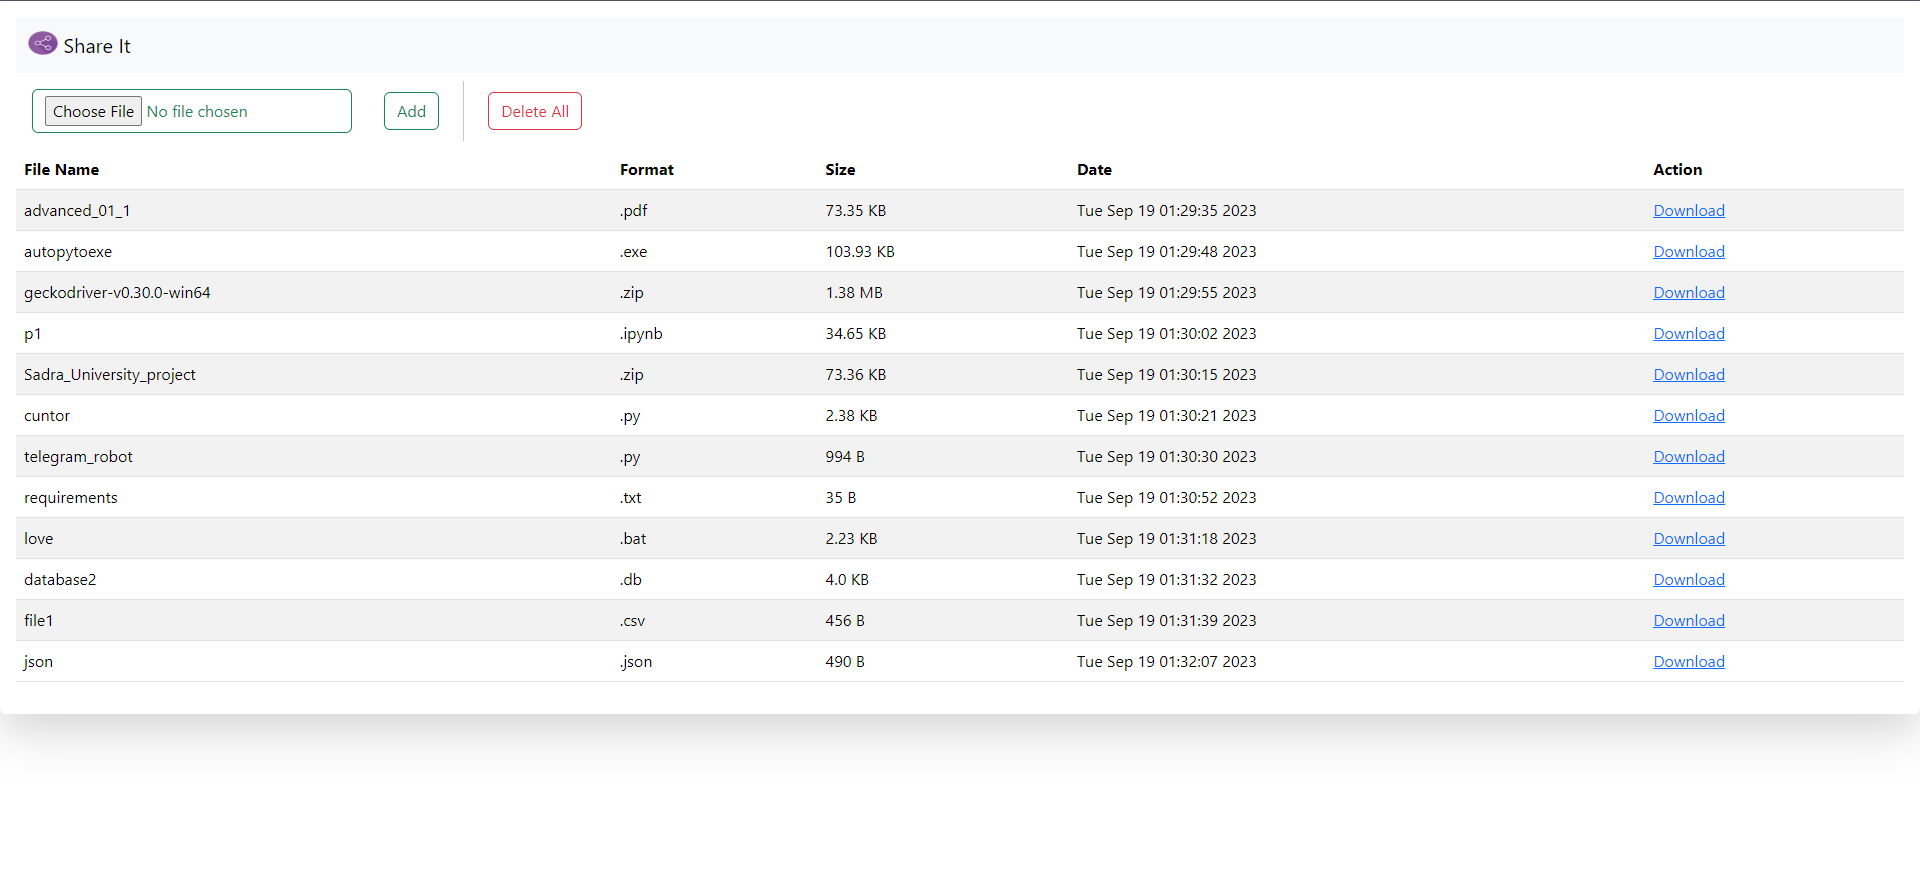 Share It
Choose File No file chosen Add Delete All
File Name Format Size Date Action
advanced_01_1 .pdf 73.35 KB Tue Sep 19 01:29:35 2023 Download
autopytoexe .exe 103.93 KB Tue Sep 19 01:29:48 2023 Download
geckodriver-v0.30.0-win64 .zip 1.38 MB Tue Sep 19 01:29:55 2023 Download
p1 .ipynb 34.65 KB Tue Sep 19 01:30:02 2023 Download
Sadra_University_project .zip 73.36 KB Tue Sep 19 01:30:15 2023 Download
cuntor .py 2.38 KB Tue Sep 19 01:30:21 2023 Download
telegram_robot .py 994 B Tue Sep 19 01:30:30 2023 Download
requirements .txt 35 B Tue Sep 19 01:30:52 2023 Download
love .bat 2.23 KB Tue Sep 19 01:31:18 2023 Download
database2 .db 4.0 KB Tue Sep 19 01:31:32 2023 Download
file1 .csv 456 B Tue Sep 19 01:31:39 2023 Download
json .json 490 B Tue Sep 19 01:32:07 2023 Download